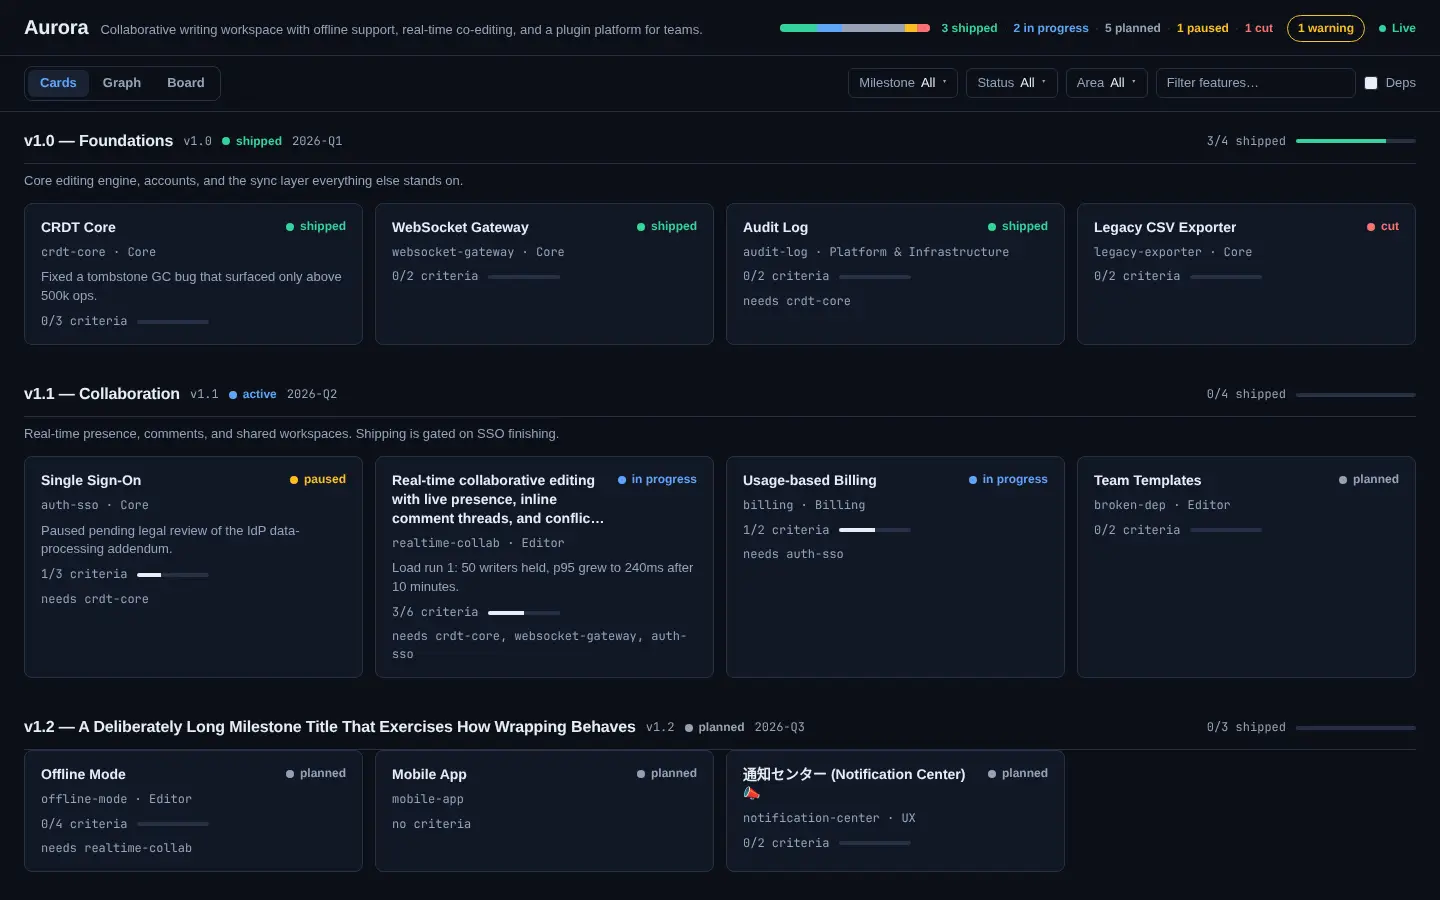 Aurora Collaborative writing workspace with offline support, real-time co-editing, and a plugin platform for teams. 3 shipped · 2 in progress · 5 planned · 1 paused · 1 cut 1 warning Live
Cards Graph Board Milestone All Status All Area All Filter features… Deps
v1.0 — Foundations v1.0 shipped 2026-Q1 3/4 shipped
Core editing engine, accounts, and the sync layer everything else stands on.
CRDT Core shipped
crdt-core · Core
Fixed a tombstone GC bug that surfaced only above
500k ops.
0/3 criteria
WebSocket Gateway shipped
websocket-gateway · Core
0/2 criteria
Audit Log shipped
audit-log · Platform & Infrastructure
0/2 criteria
needs crdt-core
Legacy CSV Exporter cut
legacy-exporter · Core
0/2 criteria
v1.1 — Collaboration v1.1 active 2026-Q2 0/4 shipped
Real-time presence, comments, and shared workspaces. Shipping is gated on SSO finishing.
Single Sign-On paused
auth-sso · Core
Paused pending legal review of the IdP data-
processing addendum.
1/3 criteria
needs crdt-core
Real-time collaborative editing in progress
with live presence, inline
comment threads, and conflic…
realtime-collab · Editor
Load run 1: 50 writers held, p95 grew to 240ms after
10 minutes.
3/6 criteria
needs crdt-core, websocket-gateway, auth-
sso
Usage-based Billing in progress
billing · Billing
1/2 criteria
needs auth-sso
Team Templates planned
broken-dep · Editor
0/2 criteria
v1.2 — A Deliberately Long Milestone Title That Exercises How Wrapping Behaves v1.2 planned 2026-Q3 0/3 shipped
Offline Mode planned
offline-mode · Editor
0/4 criteria
needs realtime-collab
Mobile App planned
mobile-app
no criteria
通知センター (Notification Center) planned
📣
notification-center · UX
0/2 criteria